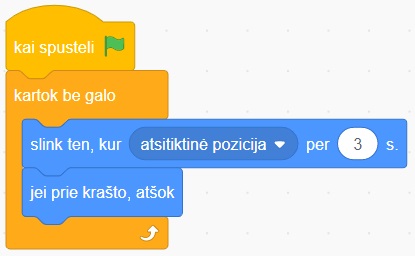 kai spusteli
kartok be galo
slink ten, kur atsitiktinė pozicija per 3 s.
jei prie krašto, atšok